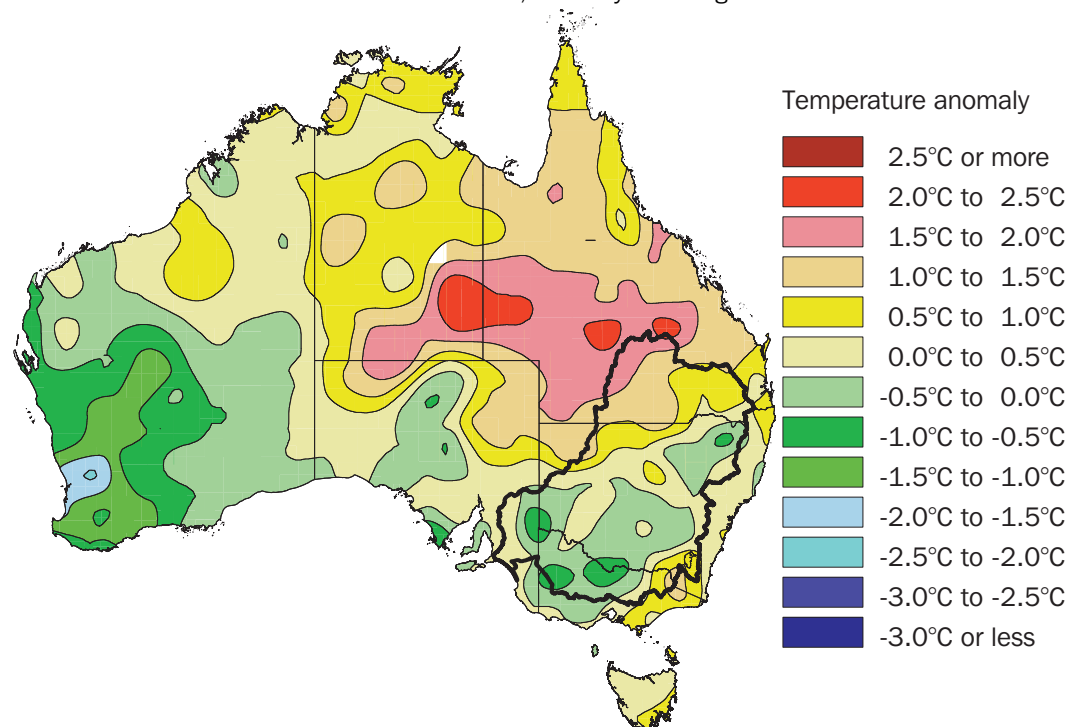 Temperature anomaly
2.5°C or more
2.0°C to 2.5°C
1.5°C to 2.0°C
1.0°C to 1.5°C
0.5°C to 1.0°C
0.0°C to 0.5°C
-0.5°C to 0.0°C
-1.0°C to -0.5°C
-1.5°C to -1.0°C
-2.0°C to -1.5°C
-2.5°C to -2.0°C
-3.0°C to -2.5°C
-3.0°C or less